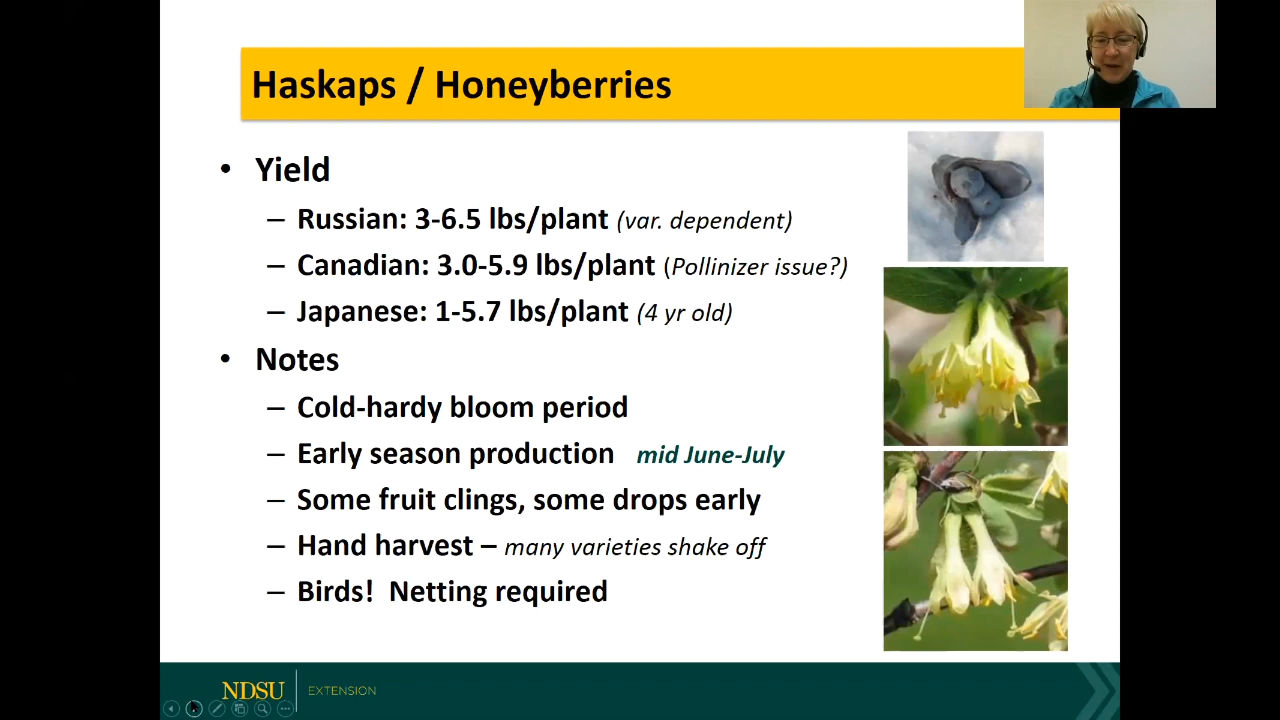 Haskaps / Honeyberries
• Yield
– Russian: 3-6.5 lbs/plant (var. dependent)
– Canadian: 3.0-5.9 lbs/plant (Pollinizer issue?)
– Japanese: 1-5.7 lbs/plant (4 yr old)
• Notes
– Cold-hardy bloom period
– Early season production mid June-July
– Some fruit clings, some drops early
– Hand harvest – many varieties shake off
– Birds! Netting required
NDSU EXTENSION